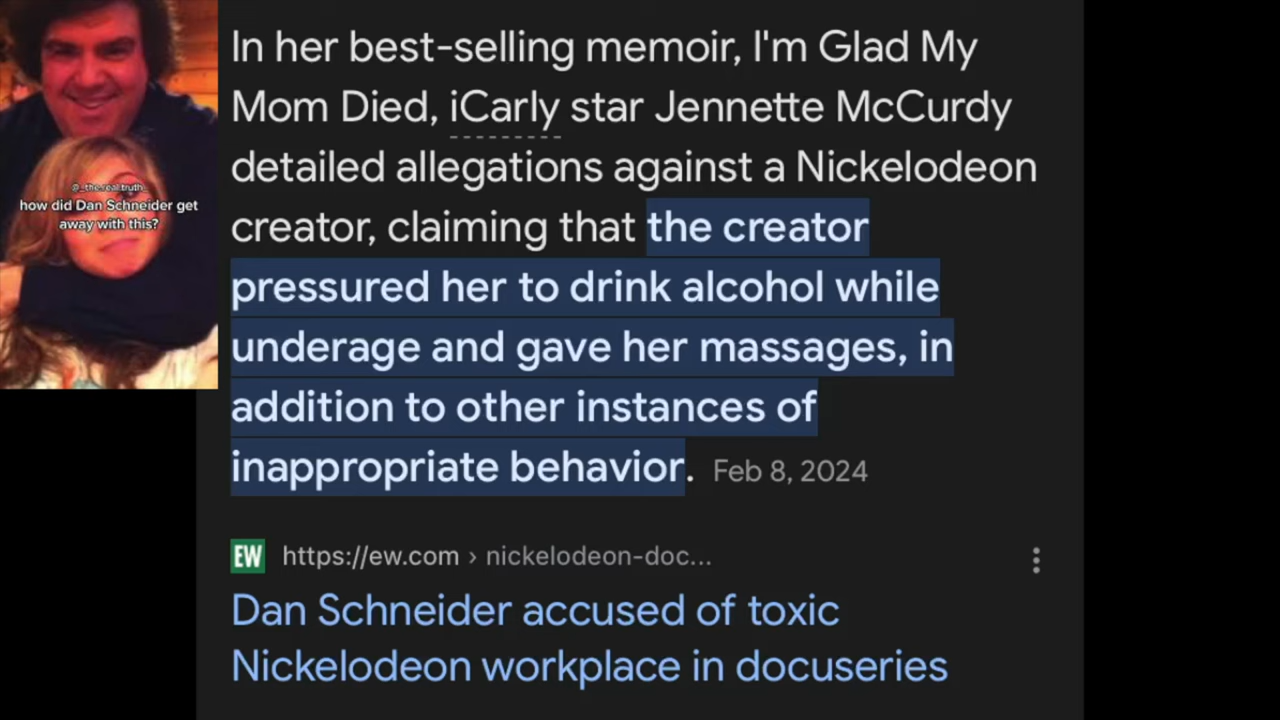 @_the.real.truth_
how did Dan Schneider get
away with this?
In her best-selling memoir, I'm Glad My
Mom Died, iCarly star Jennette McCurdy
detailed allegations against a Nickelodeon
creator, claiming that the creator
pressured her to drink alcohol while
underage and gave her massages, in
addition to other instances of
inappropriate behavior. Feb 8, 2024
EW https://ew.com › nickelodeon-doc...
Dan Schneider accused of toxic
Nickelodeon workplace in docuseries